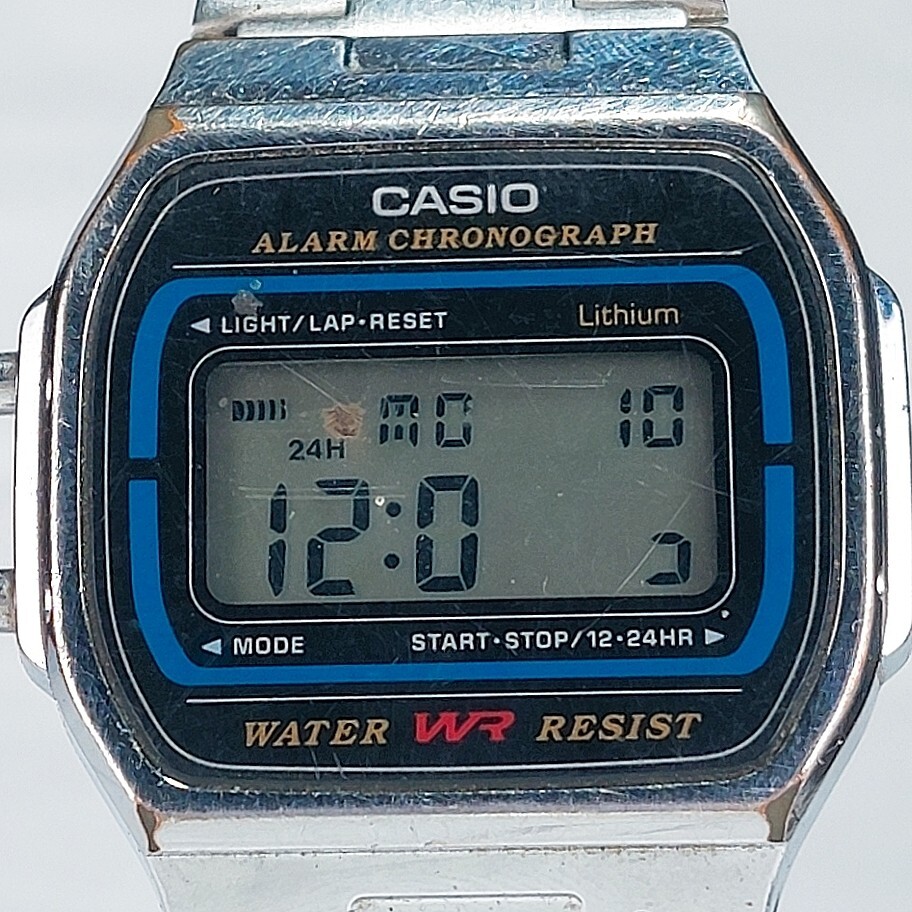 CASIO
ALARM CHRONOGRAPH
LIGHT/LAP•RESET Lithium
MO 10
24H
12:0
MODE START•STOP/12•24HR
WATER WR RESIST